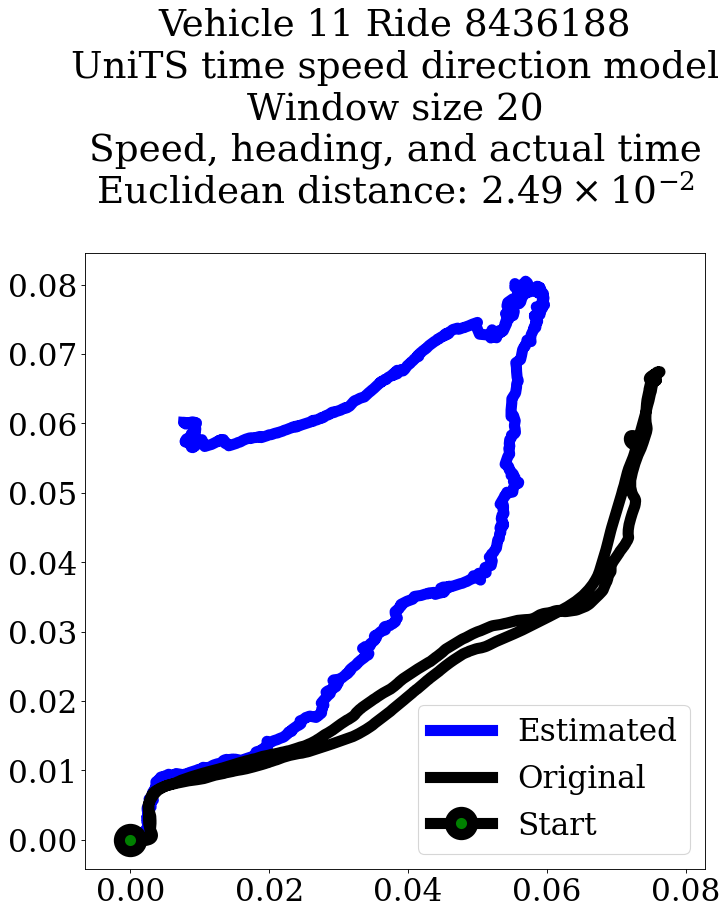 Vehicle 11 Ride 8436188
UniTS time speed direction model
Window size 20
Speed, heading, and actual time
Euclidean distance: 2.49 × 10⁻²
0.08
0.07
0.06
0.05
0.04
0.03
0.02
0.01
0.00
Estimated
Original
Start
0.00 0.02 0.04 0.06 0.08